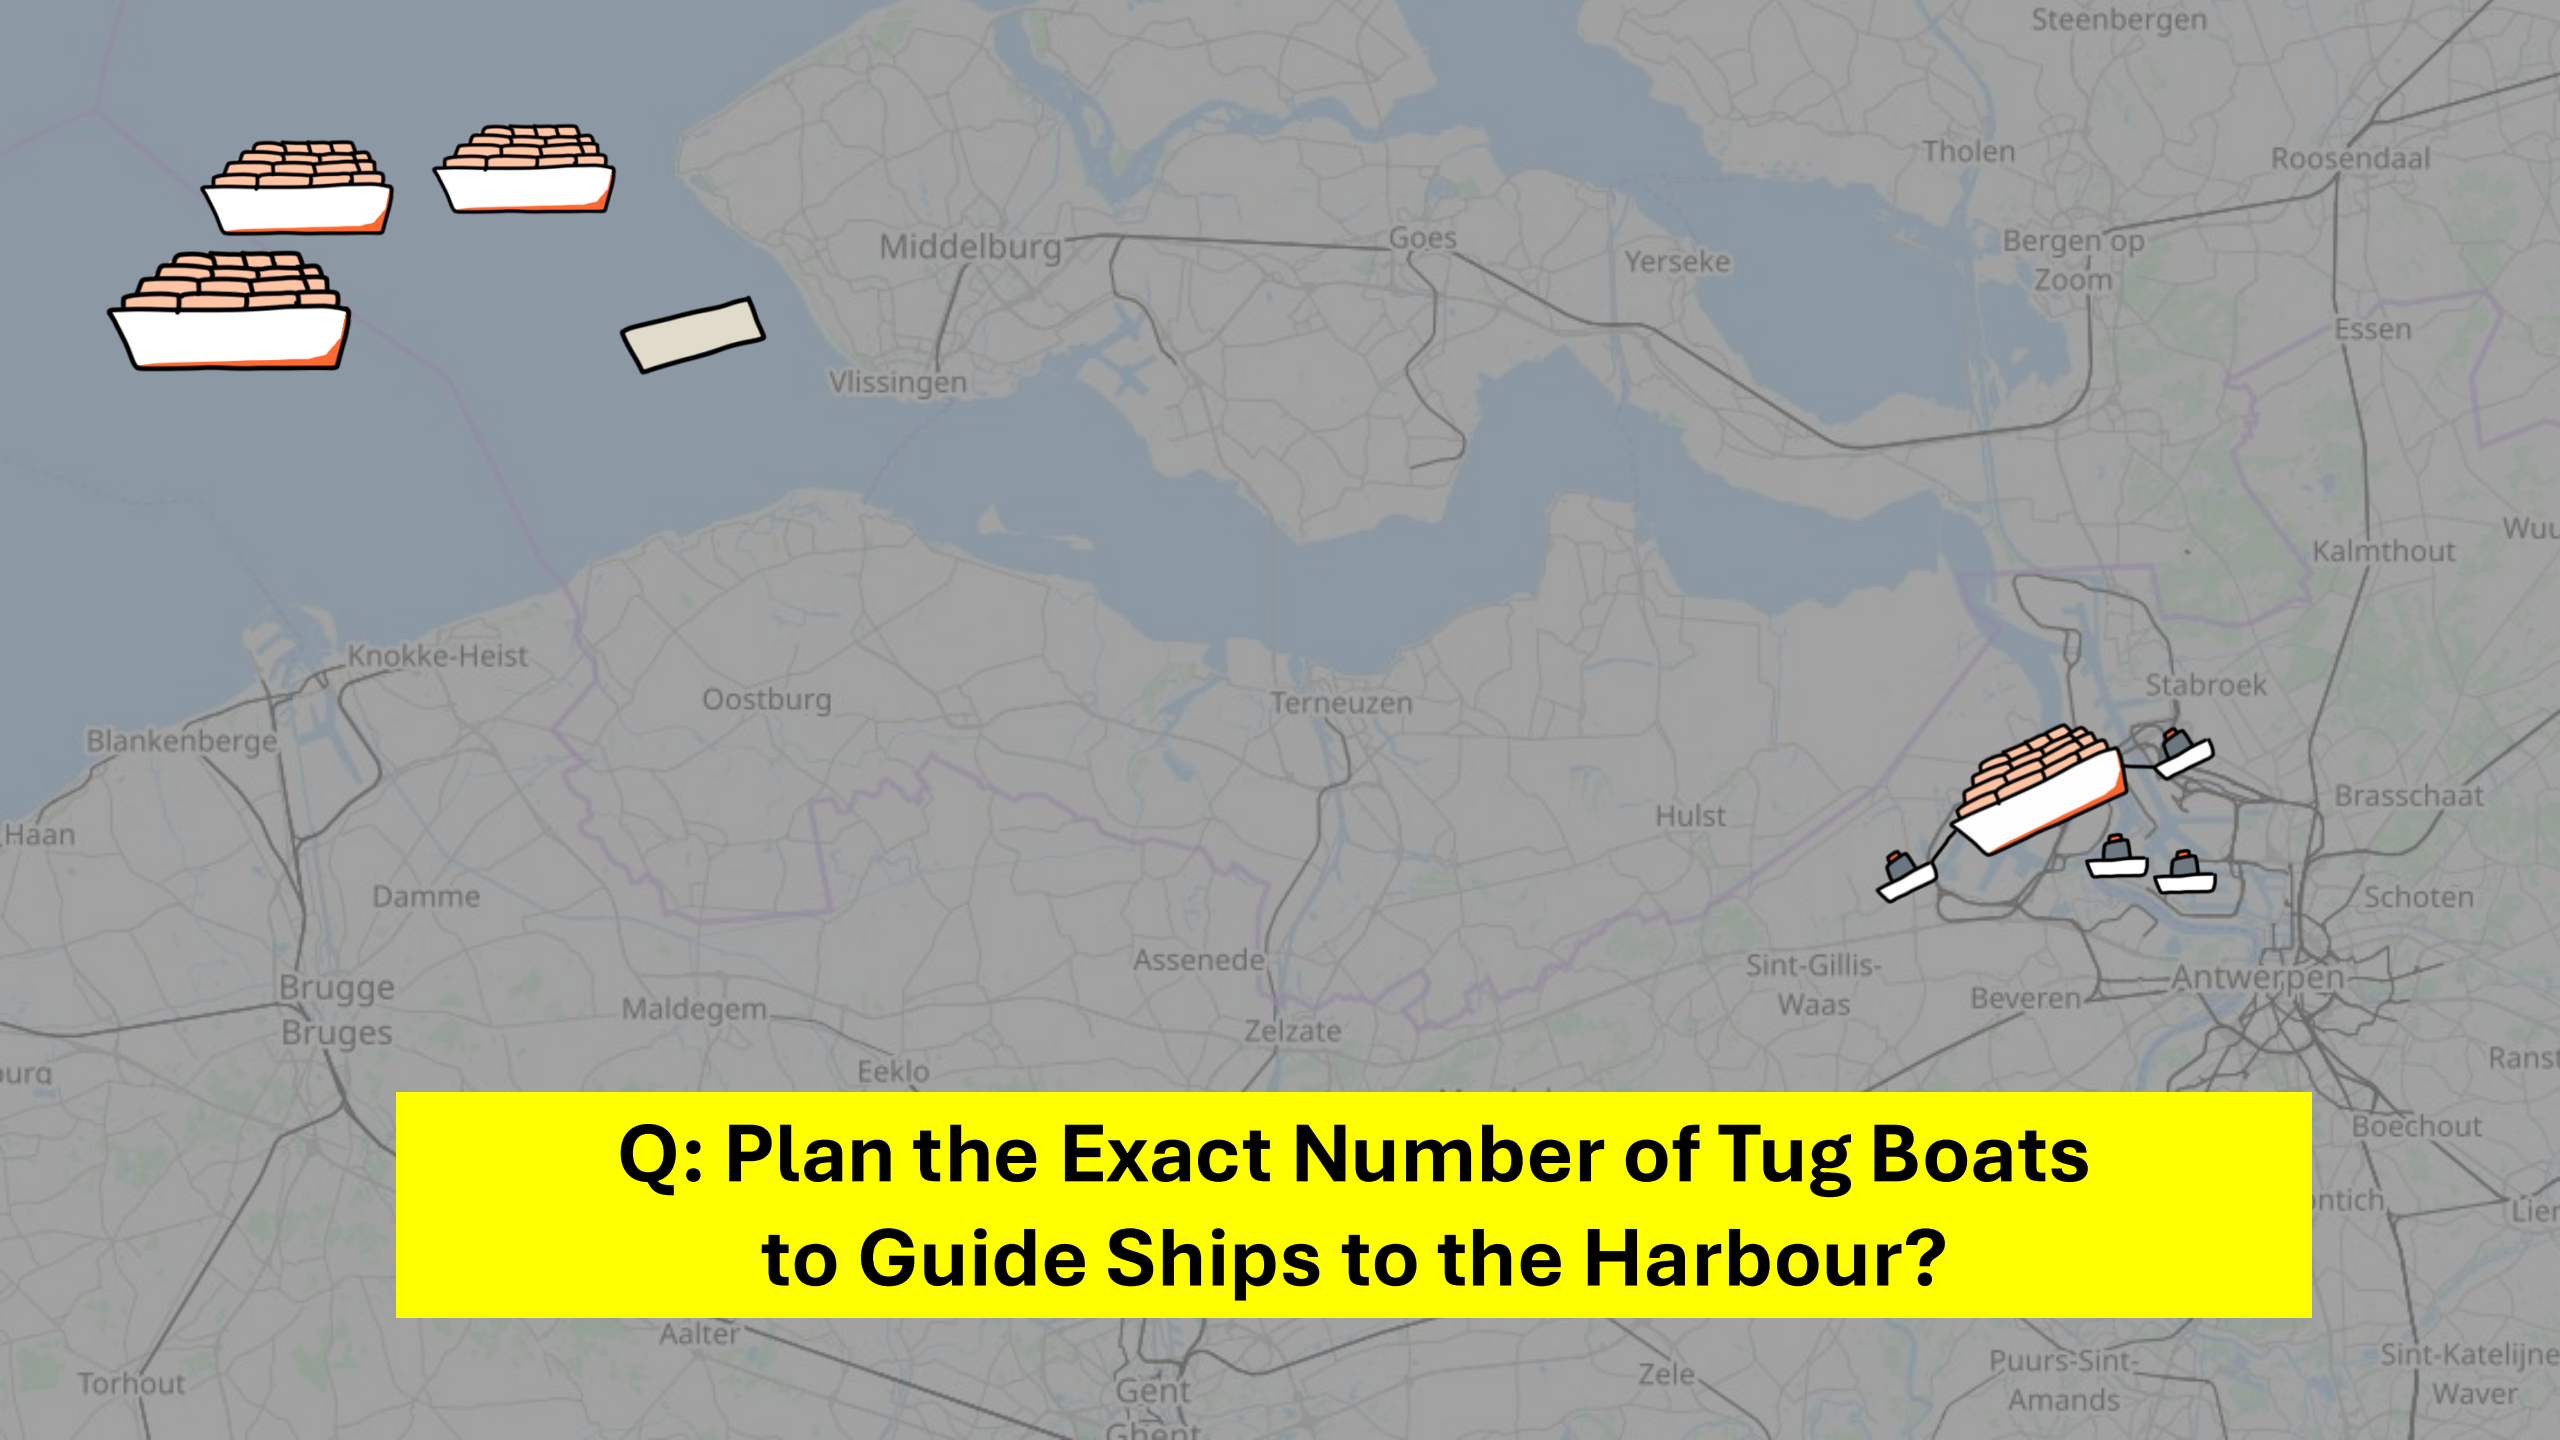 Steenbergen
Tholen
Roosendaal
Middelburg
Goes
Yerseke
Bergen op
Zoom
Essen
Vlissingen
Kalmthout
Knokke-Heist
Oostburg
Terneuzen
Stabroek
Blankenberge
Hulst
Brasschaat
Haan
Damme
Schoten
Assenede
Sint-Gillis-
Waas
Beveren
Antwerpen
Brugge
Bruges
Maldegem
Zelzate
Eeklo
Boechout
Q: Plan the Exact Number of Tug Boats
to Guide Ships to the Harbour?
Aalter
Torhout
Gent
Ghent
Zele
Puurs-Sint-
Amands
Sint-Katelijne
Waver